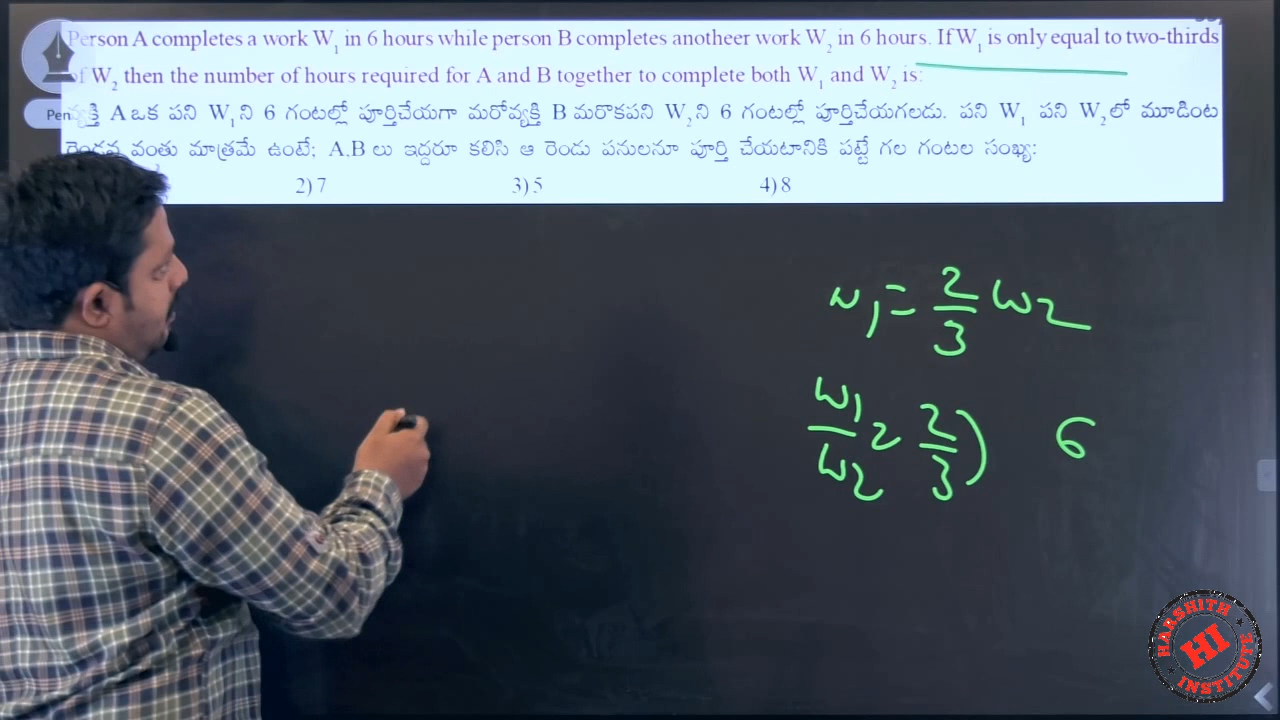 Person A completes a work W₁ in 6 hours while person B completes anotheer work W₂ in 6 hours. If W₁ is only equal to two-thirds
of W₂ then the number of hours required for A and B together to complete both W₁ and W₂ is:
Pen
వ్యక్తి A ఒక పని W₁ ని 6 గంటల్లో పూర్తిచేయగా మరోవ్యక్తి B మరొకపని W₂ ని 6 గంటల్లో పూర్తిచేయగలడు. పని W₁ పని W₂ లో మూడింట
వంతు మాత్రమే ఉంటే; A.B లు ఇద్దరూ కలిసి ఆ రెండు పనులనూ పూర్తి చేయటానికి పట్టే గల గంటల సంఖ్య:
2) 7 3) 5 4) 8
w₁ = 2/3 w2
w₁/w2 = 2/3) 6
HARSHITH
HI
INSTITUTE